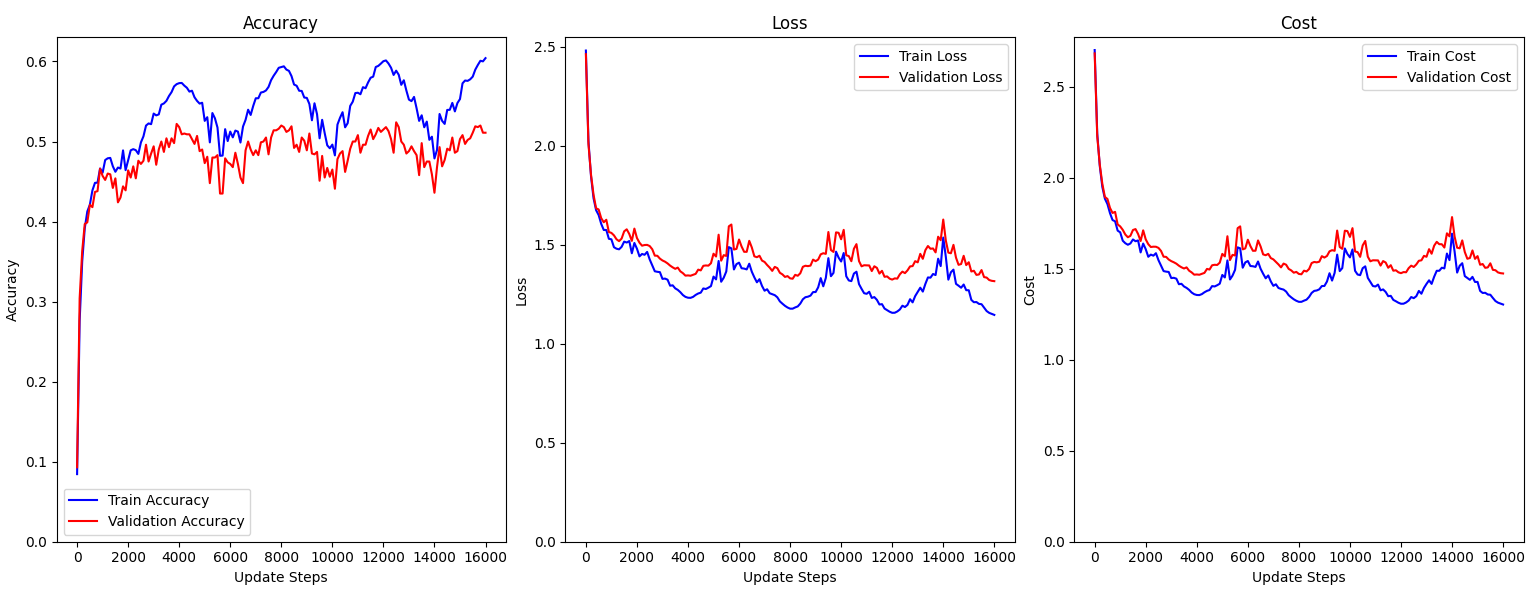 Accuracy
Accuracy
0.6
0.5
0.4
0.3
0.2
0.1
0.0
Train Accuracy
Validation Accuracy
0 2000 4000 6000 8000 10000 12000 14000 16000
Update Steps
Loss
Loss
2.5
2.0
1.5
1.0
0.5
0.0
Train Loss
Validation Loss
0 2000 4000 6000 8000 10000 12000 14000 16000
Update Steps
Cost
Cost
2.5
2.0
1.5
1.0
0.5
0.0
Train Cost
Validation Cost
0 2000 4000 6000 8000 10000 12000 14000 16000
Update Steps